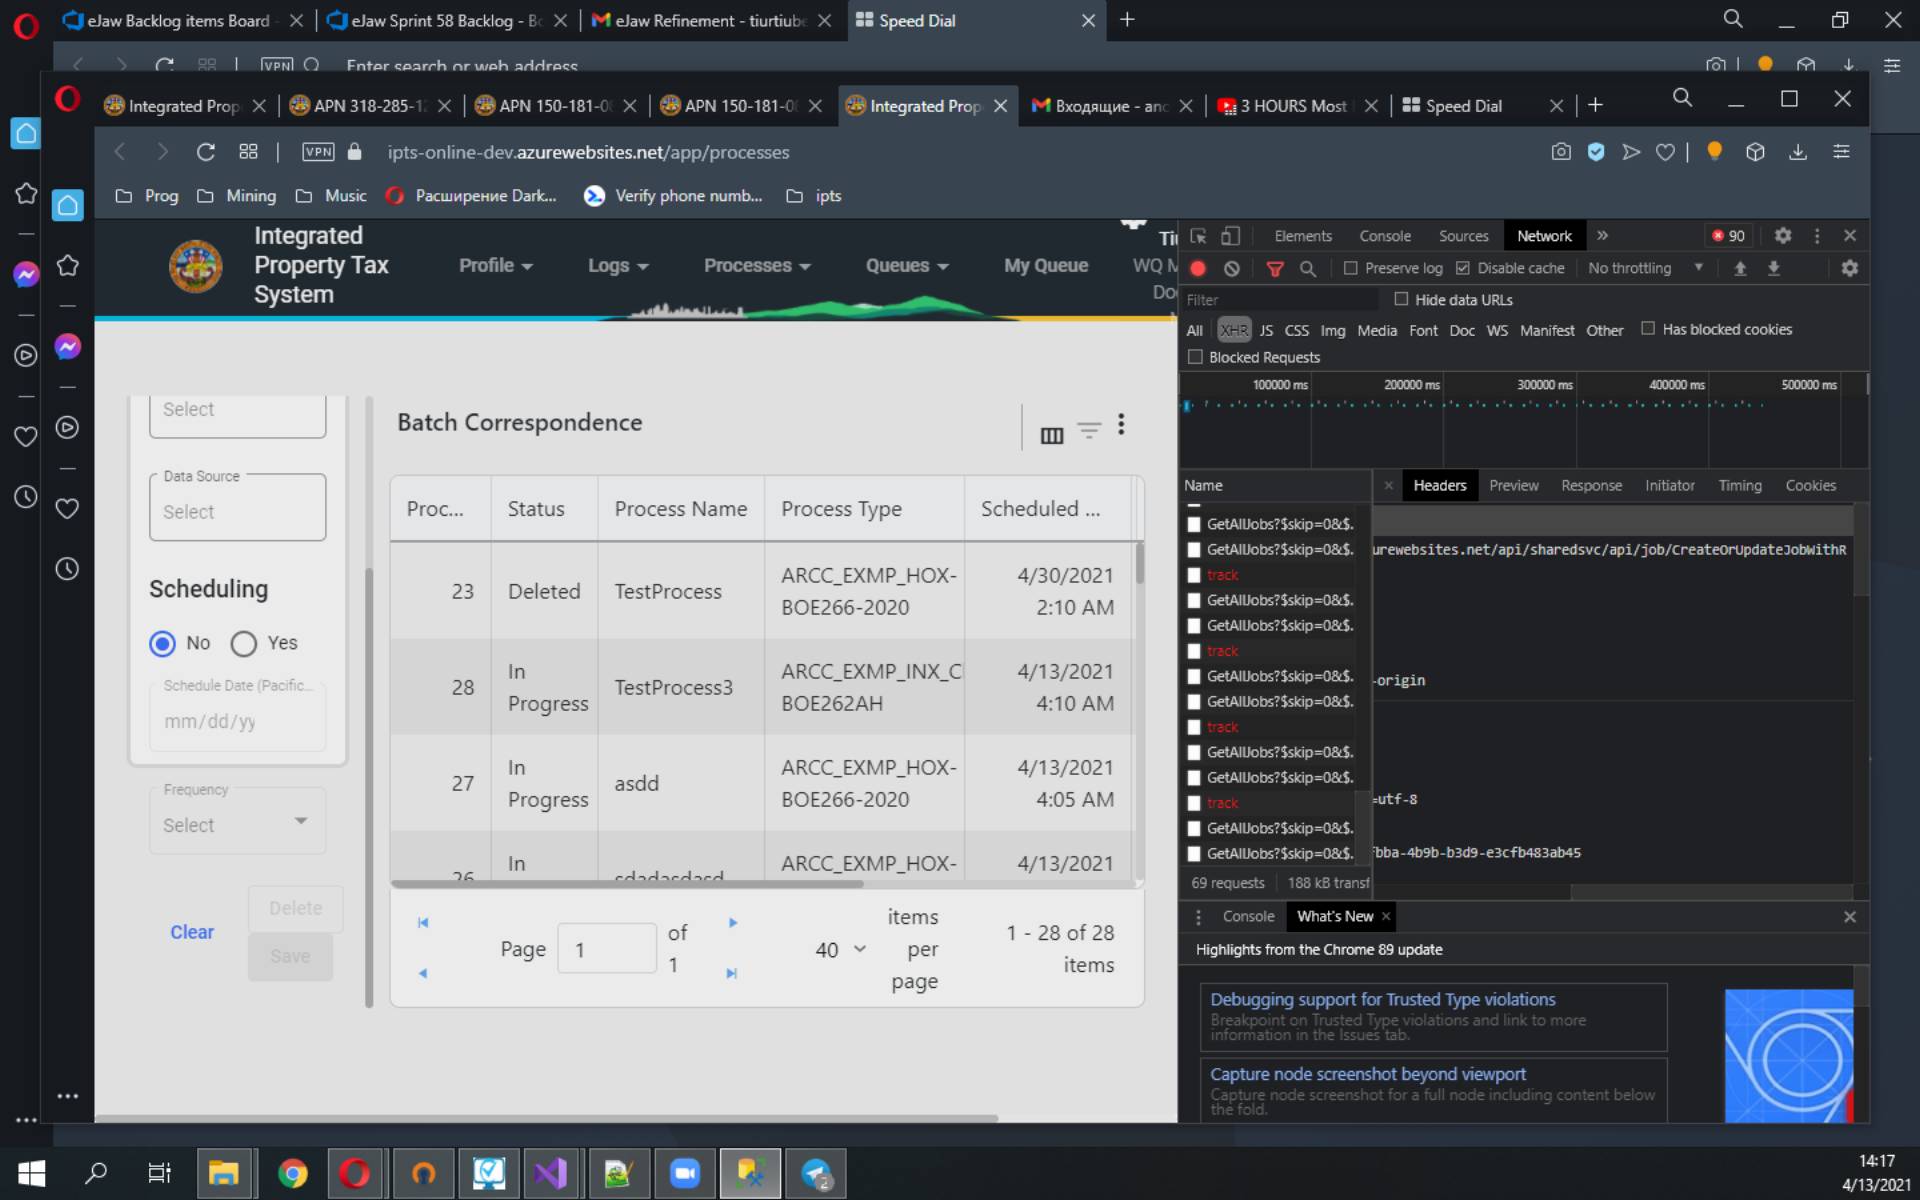 eJaw Backlog items Board -
eJaw Sprint 58 Backlog - Bo
eJaw Refinement - tiurtiube
Speed Dial
VPN
Enter search or web address
Integrated Prop
APN 318-285-12
APN 150-181-0
APN 150-181-0
Integrated Prop
Входящие - and
3 HOURS Most
Speed Dial
VPN
ipts-online-dev.azurewebsites.net/app/processes
Prog
Mining
Music
Расширение Dark...
Verify phone numb...
ipts
Integrated
Property Tax
System
Profile
Logs
Processes
Queues
My Queue
Tiu
WQ M
Do
Select
Data Source
Select
Scheduling
No
Yes
Schedule Date (Pacific...
mm/dd/yy
Frequency
Select
Clear
Delete
Save
Batch Correspondence
Proc...
Status
Process Name
Process Type
Scheduled ...
23
Deleted
TestProcess
ARCC_EXMP_HOX-
BOE266-2020
4/30/2021
2:10 AM
28
In
Progress
TestProcess3
ARCC_EXMP_INX_C
BOE262AH
4/13/2021
4:10 AM
27
In
Progress
asdd
ARCC_EXMP_HOX-
BOE266-2020
4/13/2021
4:05 AM
26
In
sdadasdasd
ARCC_EXMP_HOX-
4/13/2021
Page
1
of
1
40
items
per
page
1 - 28 of 28
items
Elements
Console
Sources
Network
90
Preserve log
Disable cache
No throttling
Filter
Hide data URLs
All
XHR
JS
CSS
Img
Media
Font
Doc
WS
Manifest
Other
Has blocked cookies
Blocked Requests
100000 ms
200000 ms
300000 ms
400000 ms
500000 ms
Name
Headers
Preview
Response
Initiator
Timing
Cookies
GetAllJobs?$skip=0&$.
GetAllJobs?$skip=0&$.
track
GetAllJobs?$skip=0&$.
GetAllJobs?$skip=0&$.
track
GetAllJobs?$skip=0&$.
GetAllJobs?$skip=0&$.
track
GetAllJobs?$skip=0&$.
GetAllJobs?$skip=0&$.
track
GetAllJobs?$skip=0&$.
GetAllJobs?$skip=0&$.
urewebsites.net/api/sharedsvc/api/job/CreateOrUpdateJobWithR
-origin
=utf-8
fbba-4b9b-b3d9-e3cfb483ab45
69 requests
188 kB transf
Console
What's New
Highlights from the Chrome 89 update
Debugging support for Trusted Type violations
Breakpoint on Trusted Type violations and link to more
information in the Issues tab.
Capture node screenshot beyond viewport
Capture node screenshot for a full node including content below
the fold.
2
14:17
4/13/2021